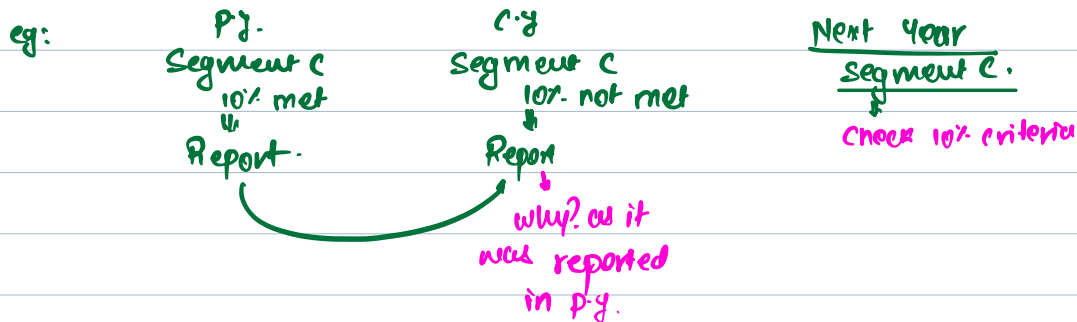 eg:
P.Y.
Segment C
10% met
Report.
C.Y
Segment C
10% not met
Report
why? as it
was reported
in P.Y.
Next Year
Segment C.
Check 10% criteria